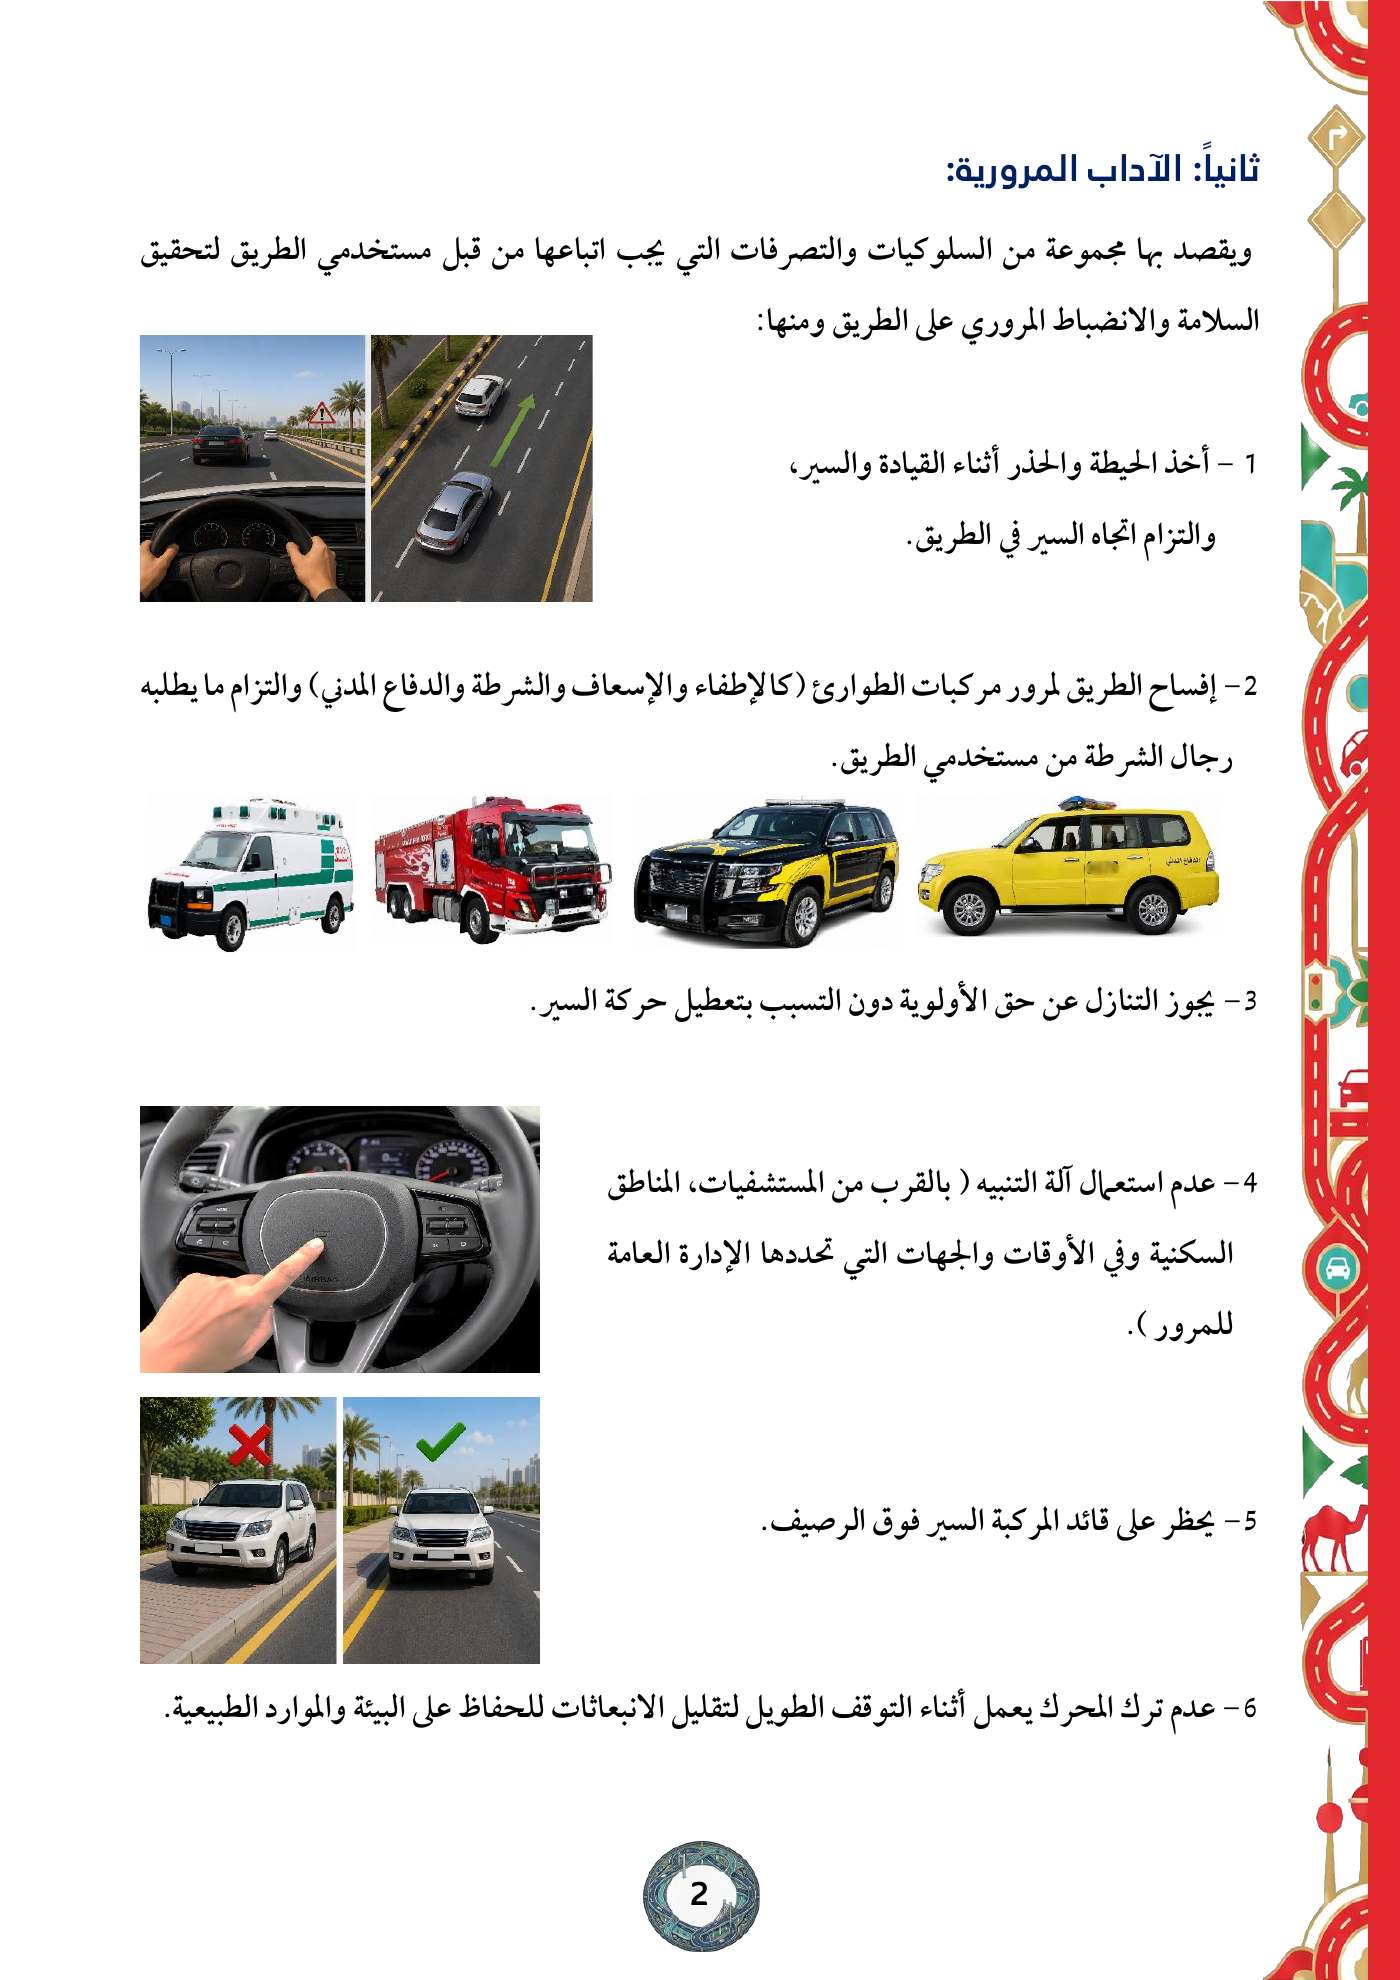 ثانياً: الآداب المرورية:
ويقصد بها مجموعة من السلوكيات والتصرفات التي يجب اتباعها من قبل مستخدمي الطريق لتحقيق
السلامة والانضباط المروري على الطريق ومنها:
1 - أخذ الحيطة والحذر أثناء القيادة والسير،
والتزام اتجاه السير في الطريق.
2- إفساح الطريق لمرور مركبات الطوارئ (كالإطفاء والإسعاف والشرطة والدفاع المدني) والتزام ما يطلبه
رجال الشرطة من مستخدمي الطريق.
الدفاع المدني
3- يجوز التنازل عن حق الأولوية دون التسبب بتعطيل حركة السير.
4- عدم استعمال آلة التنبيه ( بالقرب من المستشفيات، المناطق
السكنية وفي الأوقات والجهات التي تحددها الإدارة العامة
للمرور ).
AIRBAG
5- يحظر على قائد المركبة السير فوق الرصيف.
6- عدم ترك المحرك يعمل أثناء التوقف الطويل لتقليل الانبعاثات للحفاظ على البيئة والموارد الطبيعية.
2